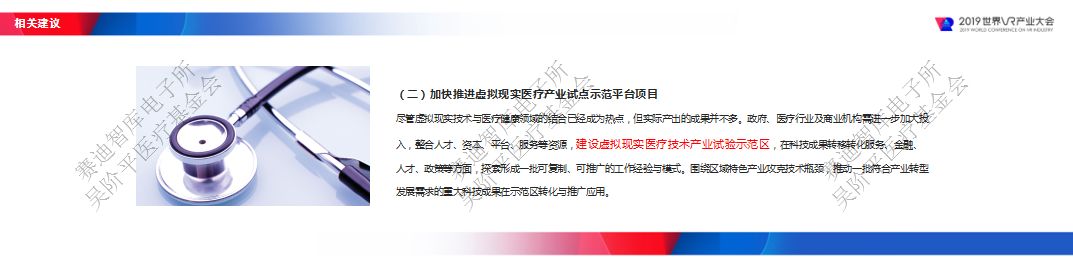 相关建议
2019世界VR产业大会
2019 WORLD CONFERENCE ON VR INDUSTRY
（二）加快推进虚拟现实医疗产业试点示范平台项目
尽管虚拟现实技术与医疗健康领域的结合已经成为热点，但实际产出的成果并不多。政府、医疗行业及商业机构需进一步加大投
入，整合人才、资本、平台、服务等资源，建设虚拟现实医疗技术产业试验示范区，在科技成果转移转化服务、金融、
人才、政策等方面，探索形成一批可复制、可推广的工作经验与模式。围绕区域特色产业攻克技术瓶颈，推动一批符合产业转型
发展需求的重大科技成果在示范区转化与推广应用。
赛迪智库电子所
吴阶平医疗基金会
赛迪智库电子所
吴阶平医疗基金会
赛迪智库电子所
吴阶平医疗基金会